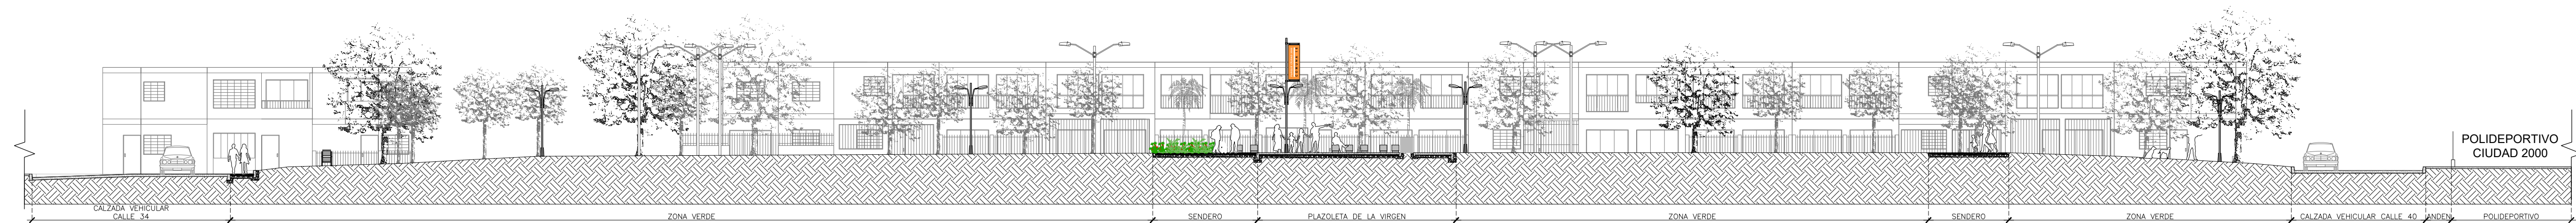 POLIDEPORTIVO
CIUDAD 2000
CALZADA VEHICULAR
CALLE 34
ZONA VERDE
SENDERO
PLAZOLETA DE LA VIRGEN
ZONA VERDE
SENDERO
ZONA VERDE
CALZADA VEHICULAR CALLE 40
ANDEN
POLIDEPORTIVO